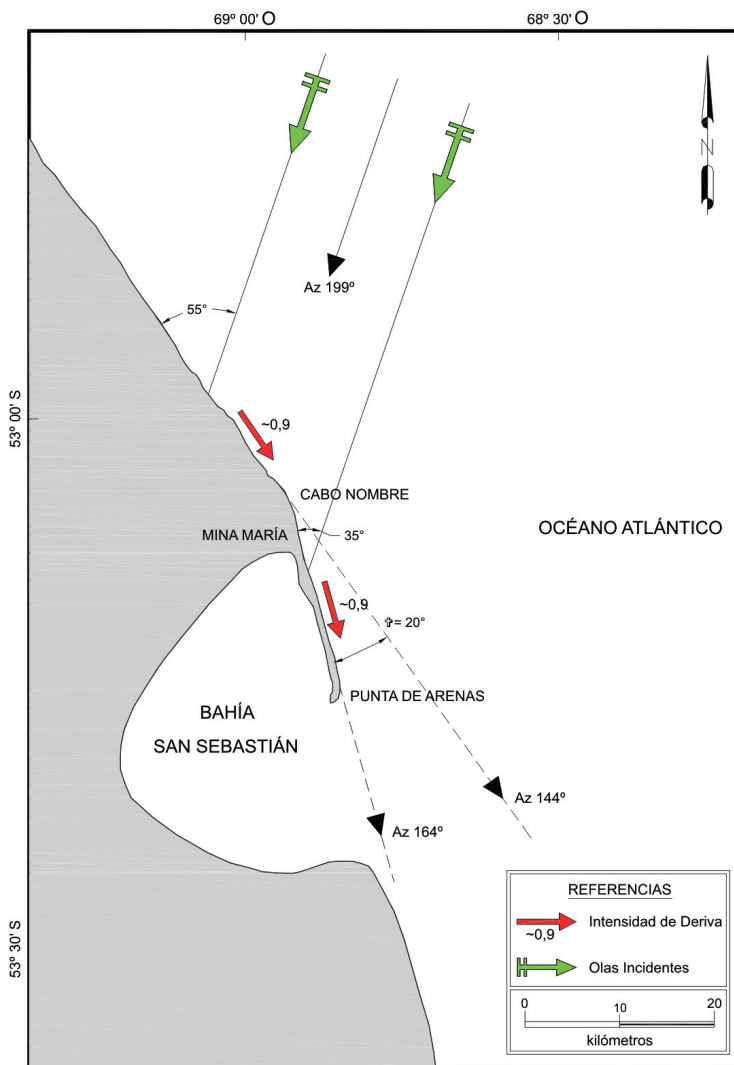 69º 00' O
68º 30' O
N
Az 199º
55°
53º 00' S
~0,9
CABO NOMBRE
MINA MARÍA
35°
OCÉANO ATLÁNTICO
~0,9
= 20°
PUNTA DE ARENAS
BAHÍA
SAN SEBASTIÁN
Az 144º
Az 164º
53º 30' S
REFERENCIAS
~0,9
Intensidad de Deriva
Olas Incidentes
0 10 20
kilómetros